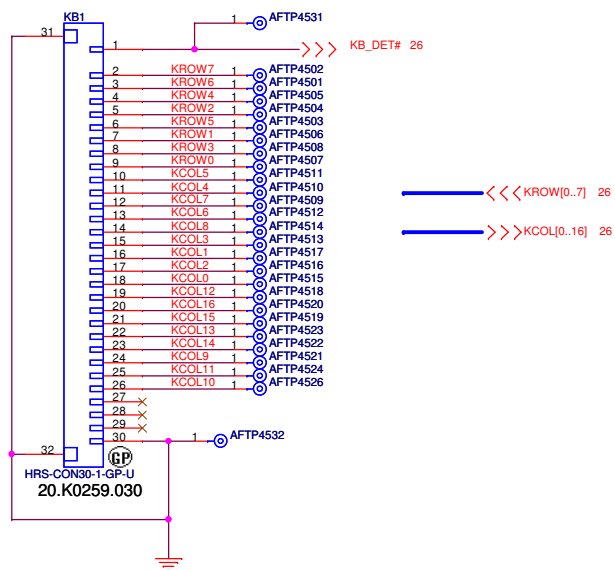 KB1
1 AFTP4531
31
1 KB_DET# 26
2 KROW7 1 AFTP4502
3 KROW6 1 AFTP4501
4 KROW4 1 AFTP4505
5 KROW2 1 AFTP4504
6 KROW5 1 AFTP4503
7 KROW1 1 AFTP4506
8 KROW3 1 AFTP4508
9 KROW0 1 AFTP4507
10 KCOL5 1 AFTP4511
11 KCOL4 1 AFTP4510
KROW[0..7] 26
12 KCOL7 1 AFTP4509
13 KCOL6 1 AFTP4512
14 KCOL8 1 AFTP4514
KCOL[0..16] 26
15 KCOL3 1 AFTP4513
16 KCOL1 1 AFTP4517
17 KCOL2 1 AFTP4516
18 KCOL0 1 AFTP4515
19 KCOL12 1 AFTP4518
20 KCOL16 1 AFTP4520
21 KCOL15 1 AFTP4519
22 KCOL13 1 AFTP4523
23 KCOL14 1 AFTP4522
24 KCOL9 1 AFTP4521
25 KCOL11 1 AFTP4524
26 KCOL10 1 AFTP4526
27
28
29
30 1 AFTP4532
32
GP
HRS-CON30-1-GP-U
20.K0259.030